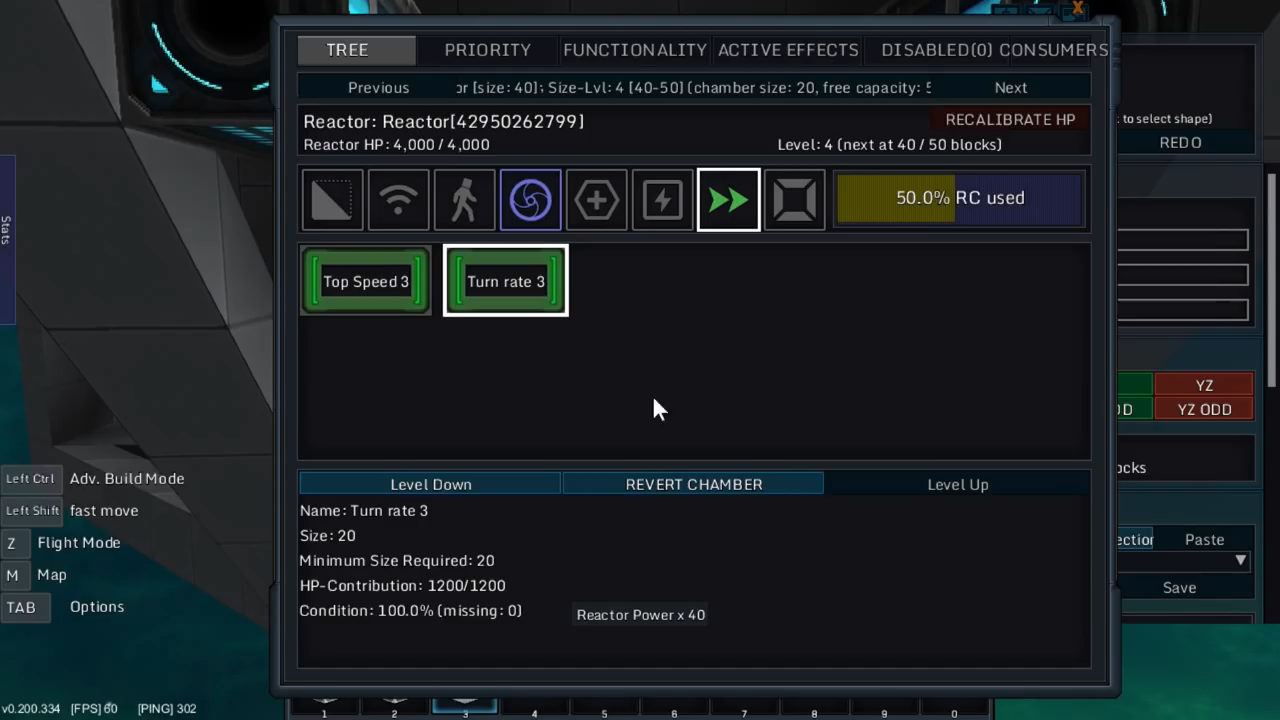 X
TREE PRIORITY FUNCTIONALITY ACTIVE EFFECTS DISABLED(0) CONSUMERS
Previous or [size: 40]; Size-Lvl: 4 [40-50] (chamber size: 20, free capacity: 5 Next
Reactor: Reactor[42950262799] RECALIBRATE HP
Reactor HP: 4,000 / 4,000 Level: 4 (next at 40 / 50 blocks)
50.0% RC used
Top Speed 3 Turn rate 3
Level Down REVERT CHAMBER Level Up
Name: Turn rate 3
Size: 20
Minimum Size Required: 20
HP-Contribution: 1200/1200
Condition: 100.0% (missing: 0)
Reactor Power x 40
Stats
Left Ctrl Adv. Build Mode
Left Shift fast move
Z Flight Mode
M Map
TAB Options
to select shape)
REDO
YZ
DD YZ ODD
ocks
ection Paste
Save
v0.200.334 [FPS] 60 [PING] 302
1 2 3 4 5 6 7 8 9 0